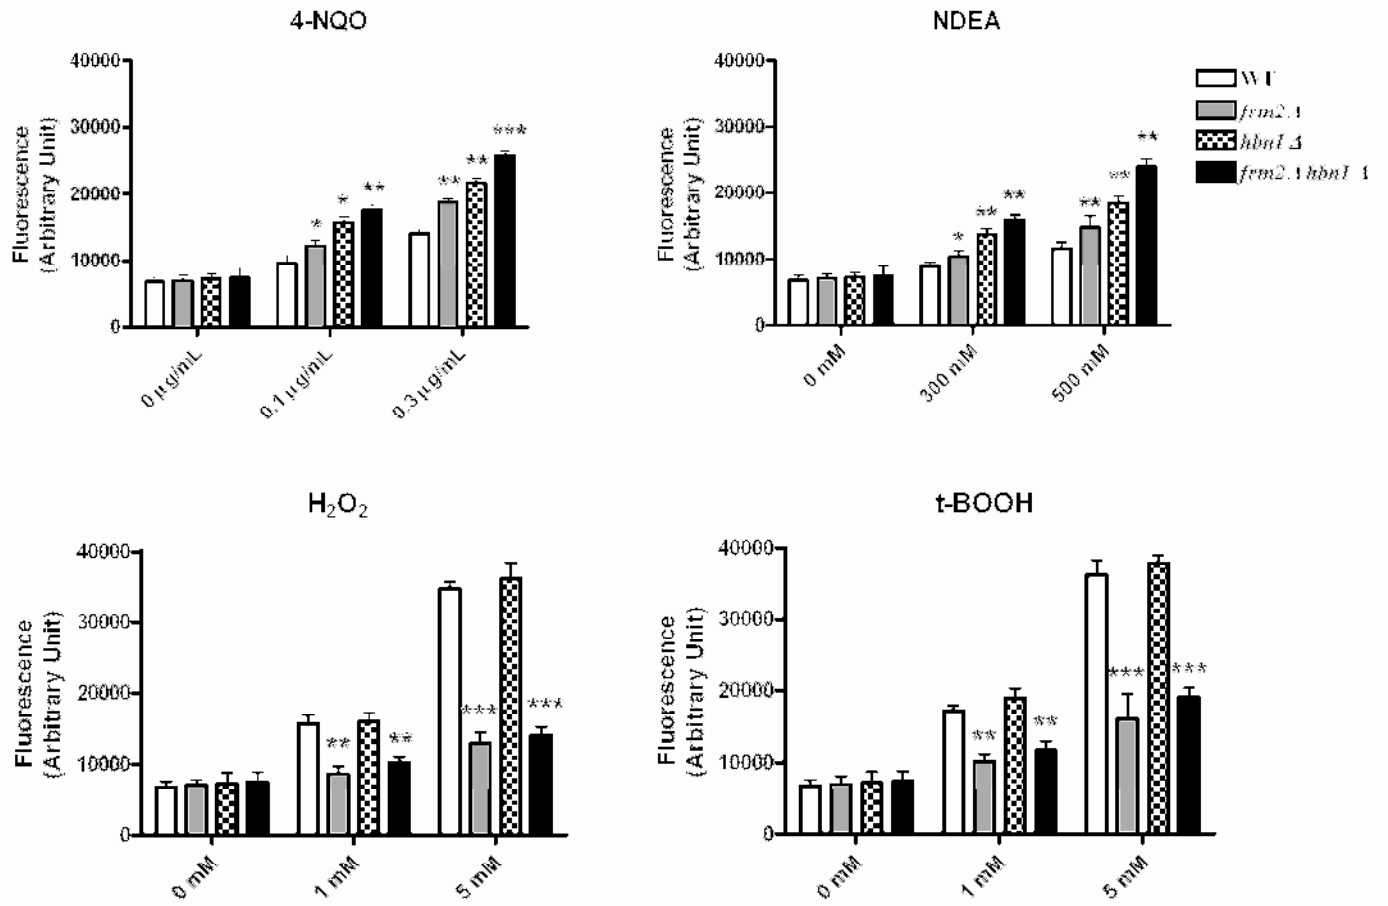 4-NQO
40000
30000
20000
10000
0
Fluorescence
(Arbitrary Unit)
*
*
**
**
**
***
0 µg/mL
0.1 µg/mL
0.3 µg/mL
NDEA
40000
30000
20000
10000
0
Fluorescence
(Arbitrary Unit)
*
**
**
**
**
**
0 mM
300 mM
500 mM
WT
frm2Δ
hbn1Δ
frm2Δhbn1Δ
H₂O₂
40000
30000
20000
10000
0
Fluorescence
(Arbitrary Unit)
**
**
***
***
0 mM
1 mM
5 mM
t-BOOH
40000
30000
20000
10000
0
Fluorescence
(Arbitrary Unit)
**
**
***
***
0 mM
1 mM
5 mM